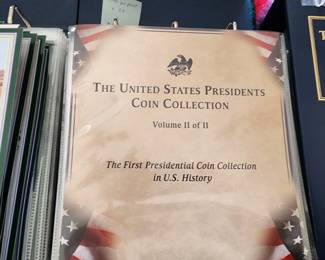 THE UNITED STATES PRESIDENTS
COIN COLLECTION
Volume II of II
The First Presidential Coin Collection
in U.S. History